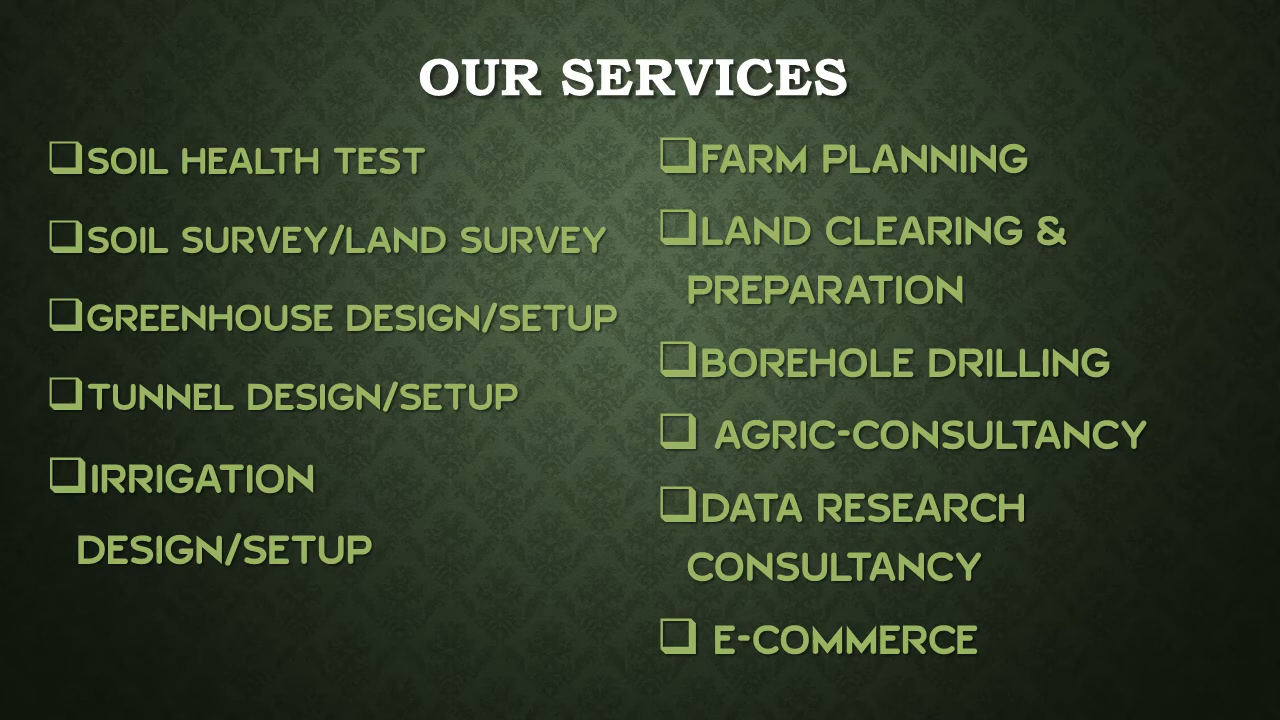 OUR SERVICES
❑SOIL HEALTH TEST
❑SOIL SURVEY/LAND SURVEY
❑GREENHOUSE DESIGN/SETUP
❑TUNNEL DESIGN/SETUP
❑IRRIGATION
DESIGN/SETUP
❑FARM PLANNING
❑LAND CLEARING &
PREPARATION
❑BOREHOLE DRILLING
❑ AGRIC-CONSULTANCY
❑DATA RESEARCH
CONSULTANCY
❑ E-COMMERCE